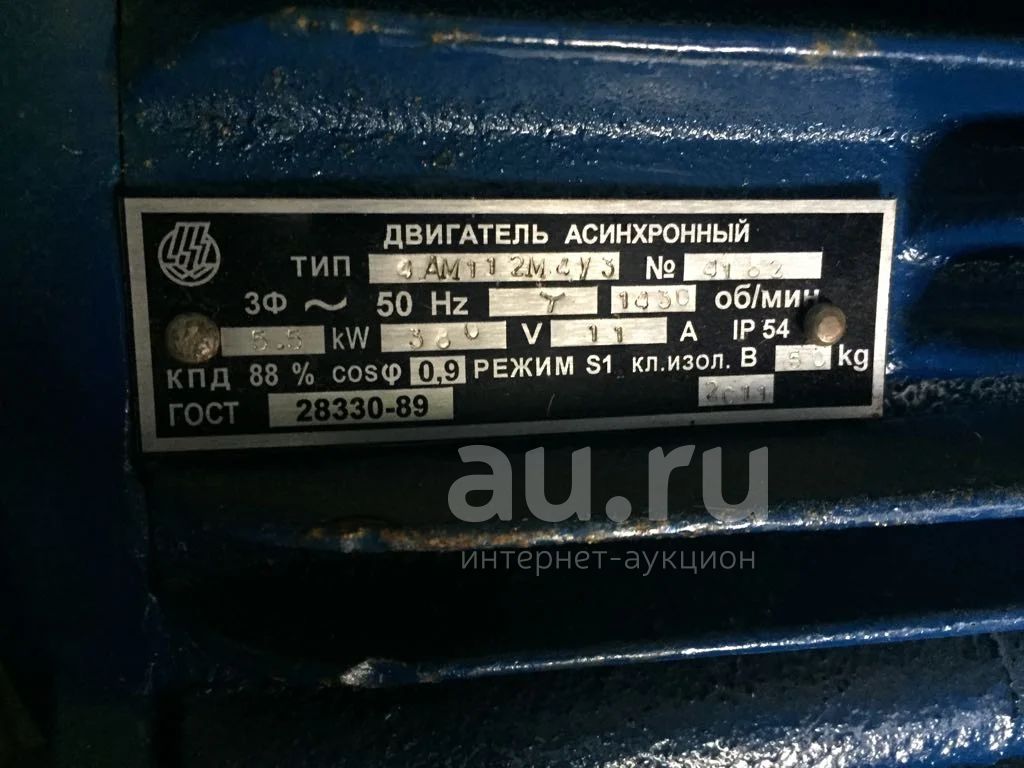 ДВИГАТЕЛЬ АСИНХРОННЫЙ
ТИП 4АМ112М4У3 № 4182
3Ф ~ 50 Hz Y 1430 об/мин
5.5 kW 380 V 11 A IP 54
КПД 88 % cosφ 0,9 РЕЖИМ S1 кл.изол. В 50 kg
ГОСТ 28330-89 2011
au.ru
интернет-аукцион